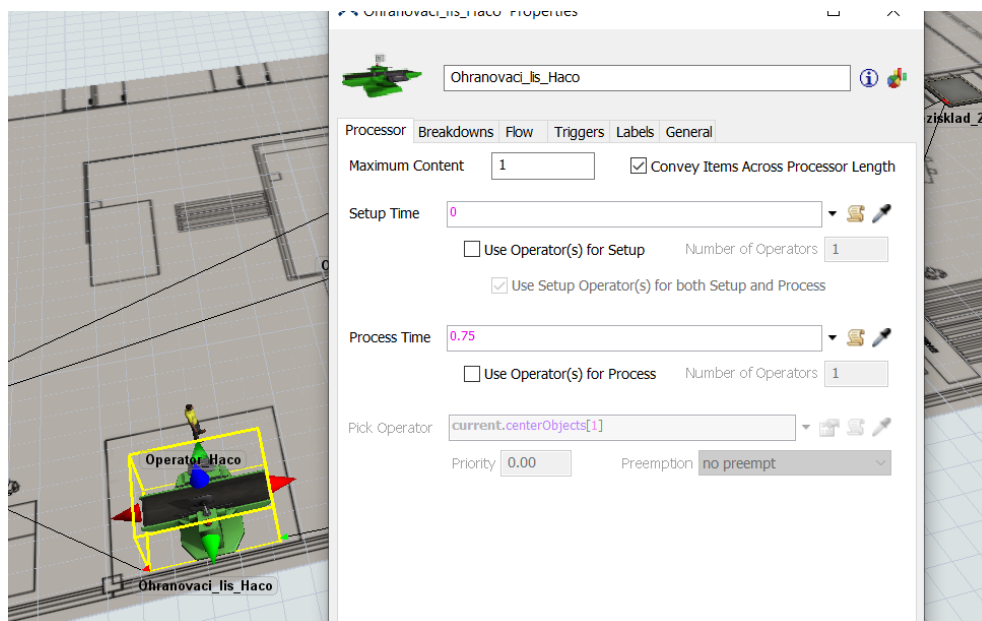 Ohranovaci_lis_Haco Properties
Ohranovaci_lis_Haco
Processor Breakdowns Flow Triggers Labels General
Maximum Content 1 Convey Items Across Processor Length
Setup Time 0
Use Operator(s) for Setup Number of Operators 1
Use Setup Operator(s) for both Setup and Process
Process Time 0.75
Use Operator(s) for Process Number of Operators 1
Pick Operator current.centerObjects[1]
Priority 0.00 Preemption no preempt
Operator_Haco
Ohranovaci_lis_Haco